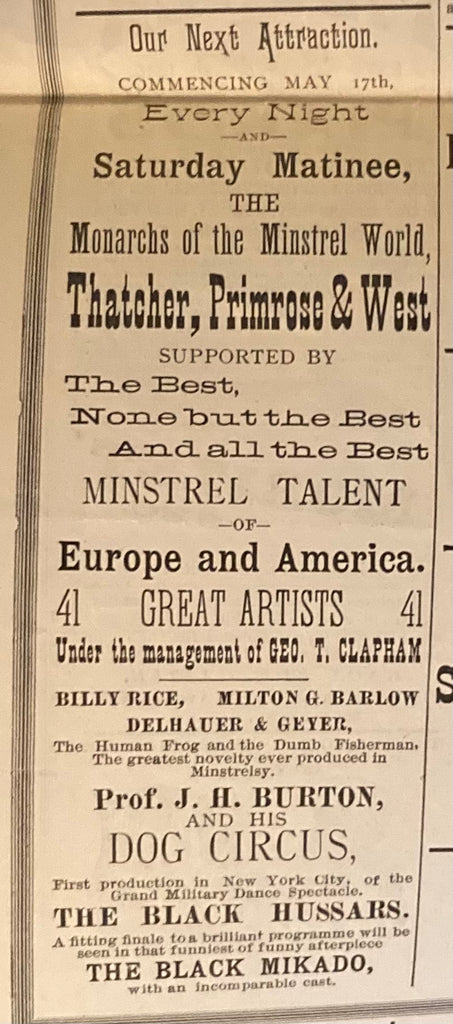 Our Next Attraction.
COMMENCING MAY 17th,
Every Night
—AND—
Saturday Matinee,
THE
Monarchs of the Minstrel World,
Thatcher, Primrose & West
SUPPORTED BY
The Best,
None but the Best
And all the Best
MINSTREL TALENT
—OF—
Europe and America.
41 GREAT ARTISTS 41
Under the management of GEO. T. CLAPHAM
BILLY RICE, MILTON G. BARLOW
DELHAUER & GEYER,
The Human Frog and the Dumb Fisherman.
The greatest novelty ever produced in
Minstrelsy.
Prof. J. H. BURTON,
AND HIS
DOG CIRCUS,
First production in New York City, of the
Grand Military Dance Spectacle.
THE BLACK HUSSARS.
A fitting finale to a brilliant programme will be
seen in that funniest of funny afterpiece
THE BLACK MIKADO,
with an incomparable cast.
S